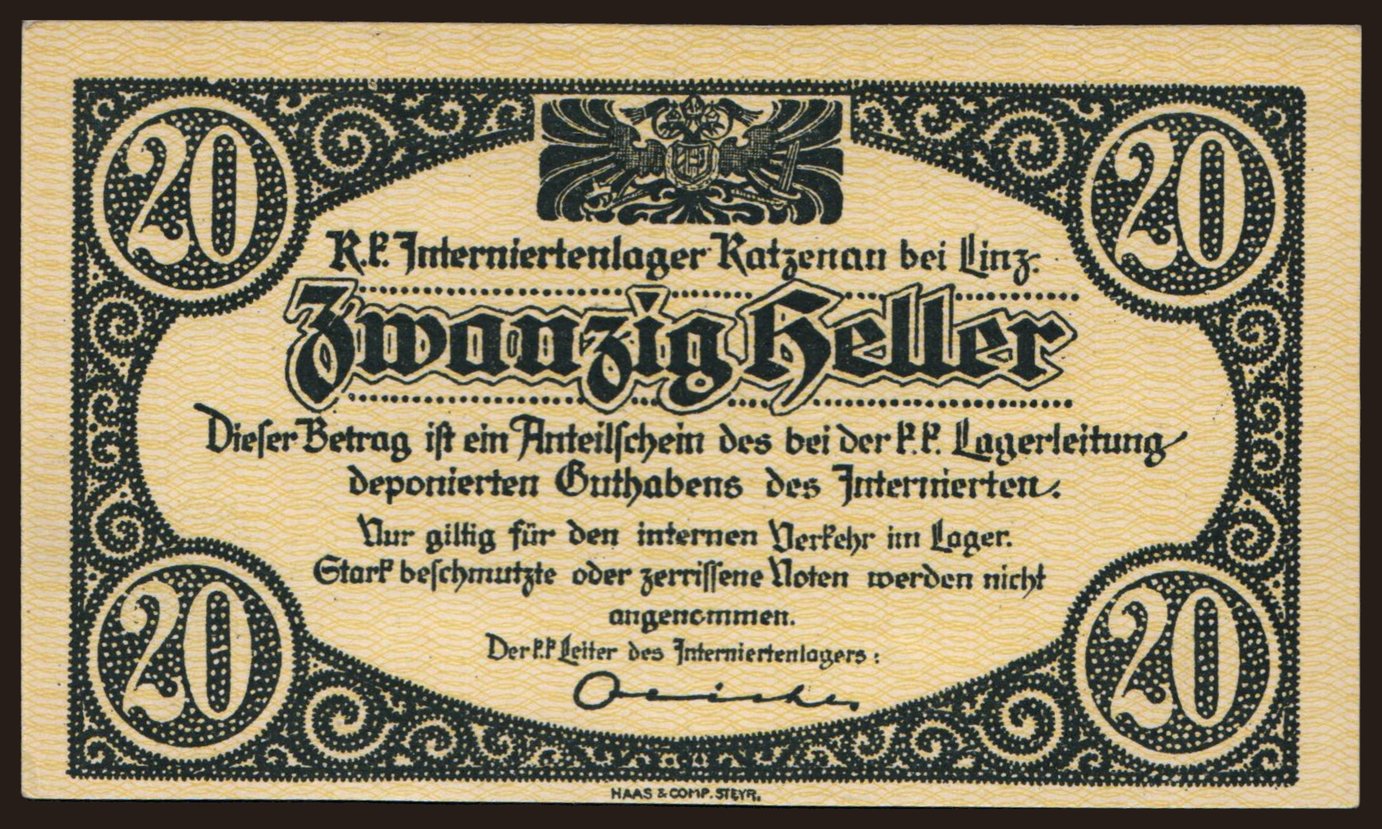 20 20
K.k. Interniertenlager Katzenau bei Linz.
Zwanzig Heller
Dieser Betrag ist ein Anteilschein des bei der k.k. Lagerleitung
deponierten Guthabens des Internierten.
Nur giltig für den internen Verkehr im Lager.
Stark beschmutzte oder zerrissene Noten werden nicht
angenommen.
Der k.k. Leiter des Interniertenlagers:
20 20
HAAS & COMP. STEYR.